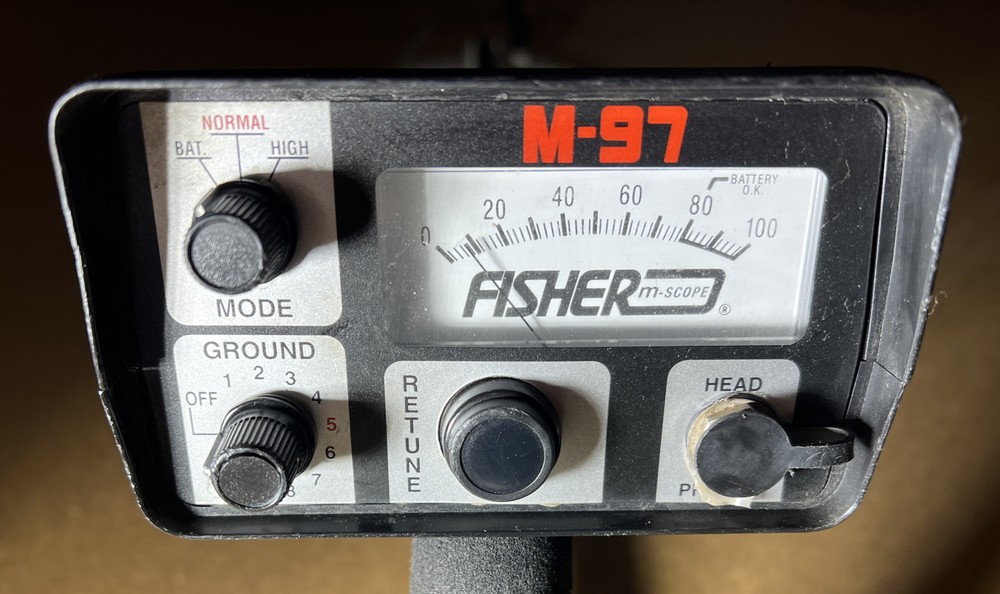 M-97
NORMAL
BAT. HIGH
MODE
0 20 40 60 80 100
BATTERY
O.K.
FISHER m-SCOPE ®
GROUND
OFF 1 2 3 4 5 6 7 8
RETUNE
HEAD